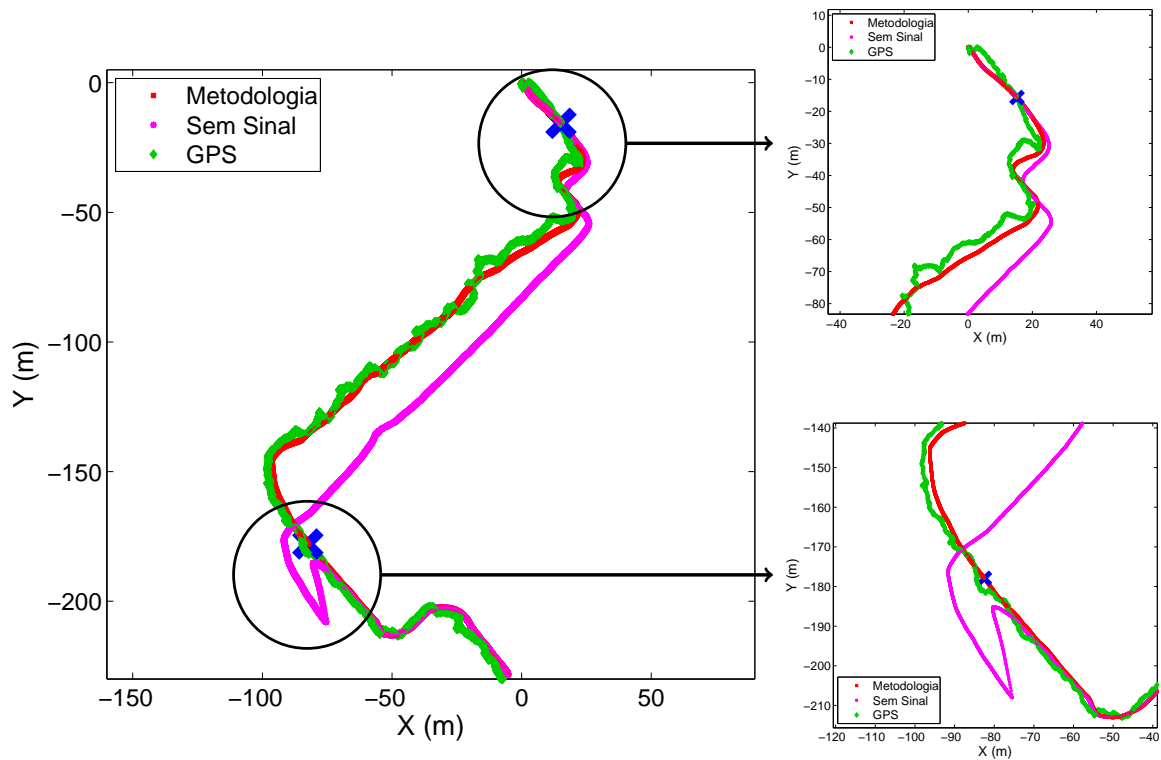 Metodologia
Sem Sinal
GPS
0
−50
−100
−150
−200
−150
−100
−50
0
50
X (m)
Y (m)
Metodologia
Sem Sinal
GPS
10
0
−10
−20
−30
−40
−50
−60
−70
−80
−40
−20
0
20
40
X (m)
Y (m)
−140
−150
−160
−170
−180
−190
−200
−210
Metodologia
Sem Sinal
GPS
−120
−110
−100
−90
−80
−70
−60
−50
−40
X (m)
Y (m)